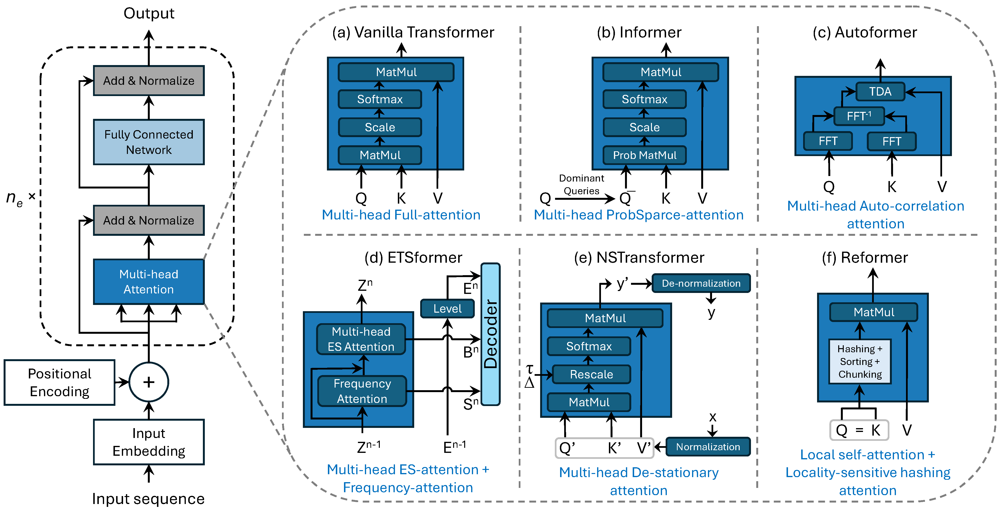 Output
Add & Normalize
Fully Connected
Network
n_e ×
Add & Normalize
Multi-head
Attention
Positional
Encoding
+
Input
Embedding
Input sequence
(a) Vanilla Transformer
MatMul
Softmax
Scale
MatMul
Q K V
Multi-head Full-attention
(b) Informer
MatMul
Softmax
Scale
Prob MatMul
Dominant
Queries
Q Q̅ K V
Multi-head ProbSparce-attention
(c) Autoformer
TDA
FFT⁻¹
FFT FFT
Q K V
Multi-head Auto-correlation
attention
(d) ETSformer
Zⁿ
Eⁿ
Level
Decoder
Multi-head
ES Attention
Bⁿ
Frequency
Attention
Sⁿ
Zⁿ⁻¹ Eⁿ⁻¹
Multi-head ES-attention +
Frequency-attention
(e) NSTransformer
y’ De-normalization
y
MatMul
Softmax
τ
Δ
Rescale
MatMul
x
Q’ K’ V’ Normalization
Multi-head De-stationary
attention
(f) Reformer
MatMul
Hashing +
Sorting +
Chunking
Q = K V
Local self-attention +
Locality-sensitive hashing
attention